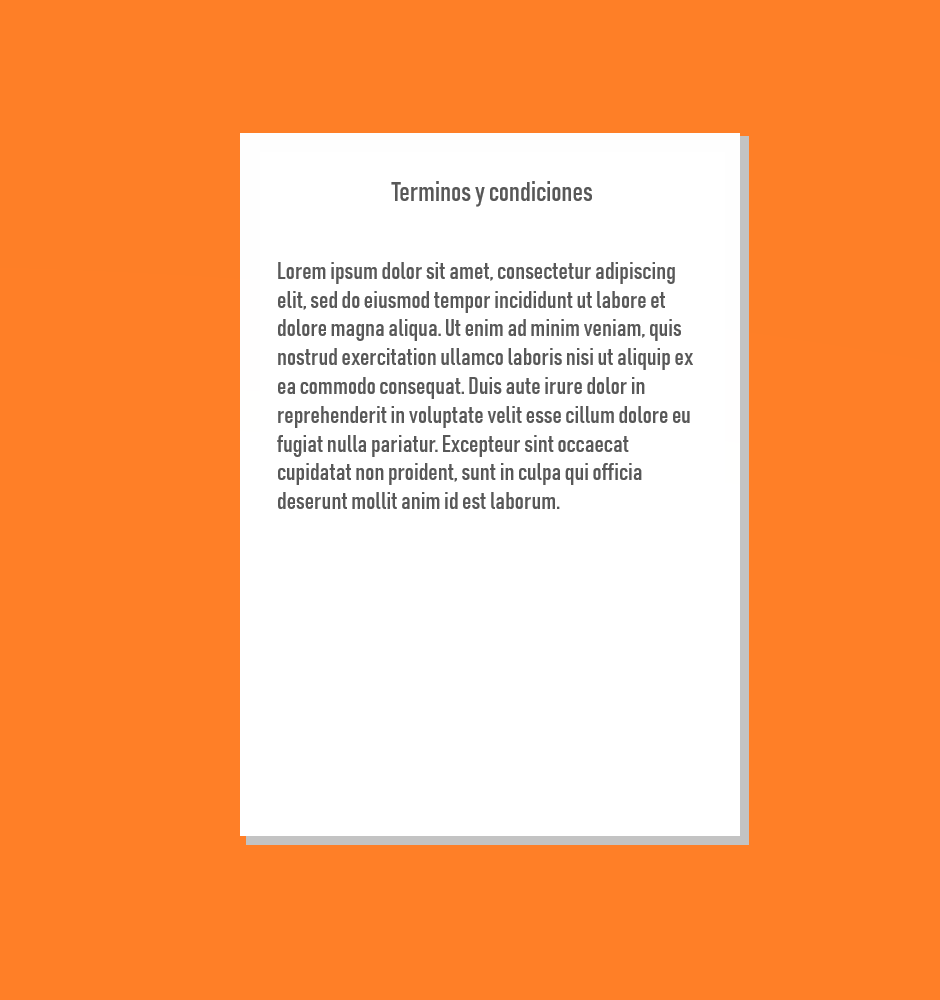 Terminos y condiciones
Lorem ipsum dolor sit amet, consectetur adipiscing
elit, sed do eiusmod tempor incididunt ut labore et
dolore magna aliqua. Ut enim ad minim veniam, quis
nostrud exercitation ullamco laboris nisi ut aliquip ex
ea commodo consequat. Duis aute irure dolor in
reprehenderit in voluptate velit esse cillum dolore eu
fugiat nulla pariatur. Excepteur sint occaecat
cupidatat non proident, sunt in culpa qui officia
deserunt mollit anim id est laborum.